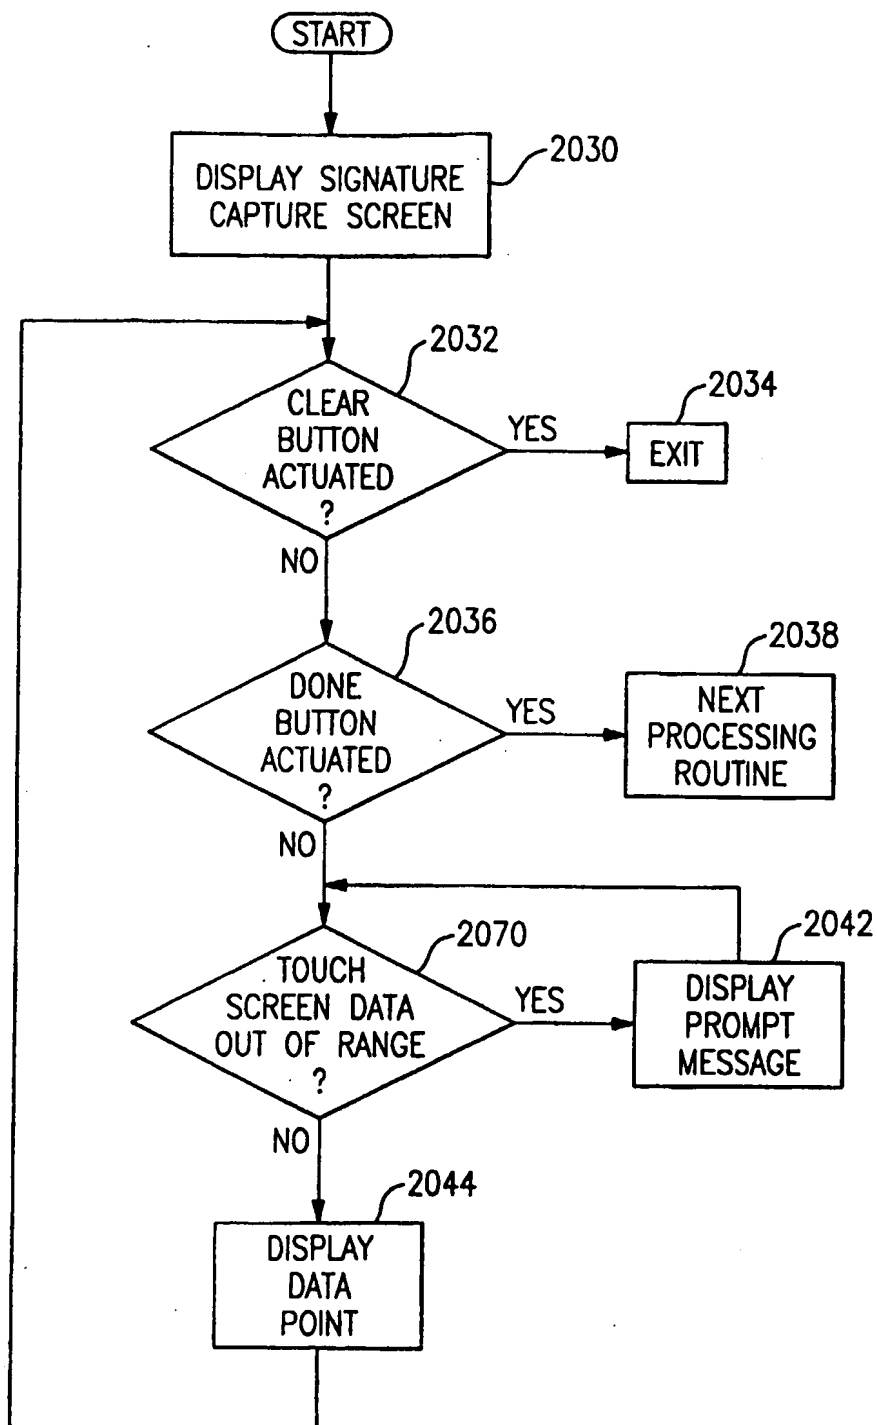 START
2030
DISPLAY SIGNATURE
CAPTURE SCREEN
2032
CLEAR
BUTTON
ACTUATED
?
YES
2034
EXIT
NO
2036
DONE
BUTTON
ACTUATED
?
YES
2038
NEXT
PROCESSING
ROUTINE
NO
2070
TOUCH
SCREEN DATA
OUT OF RANGE
?
YES
2042
DISPLAY
PROMPT
MESSAGE
NO
2044
DISPLAY
DATA
POINT